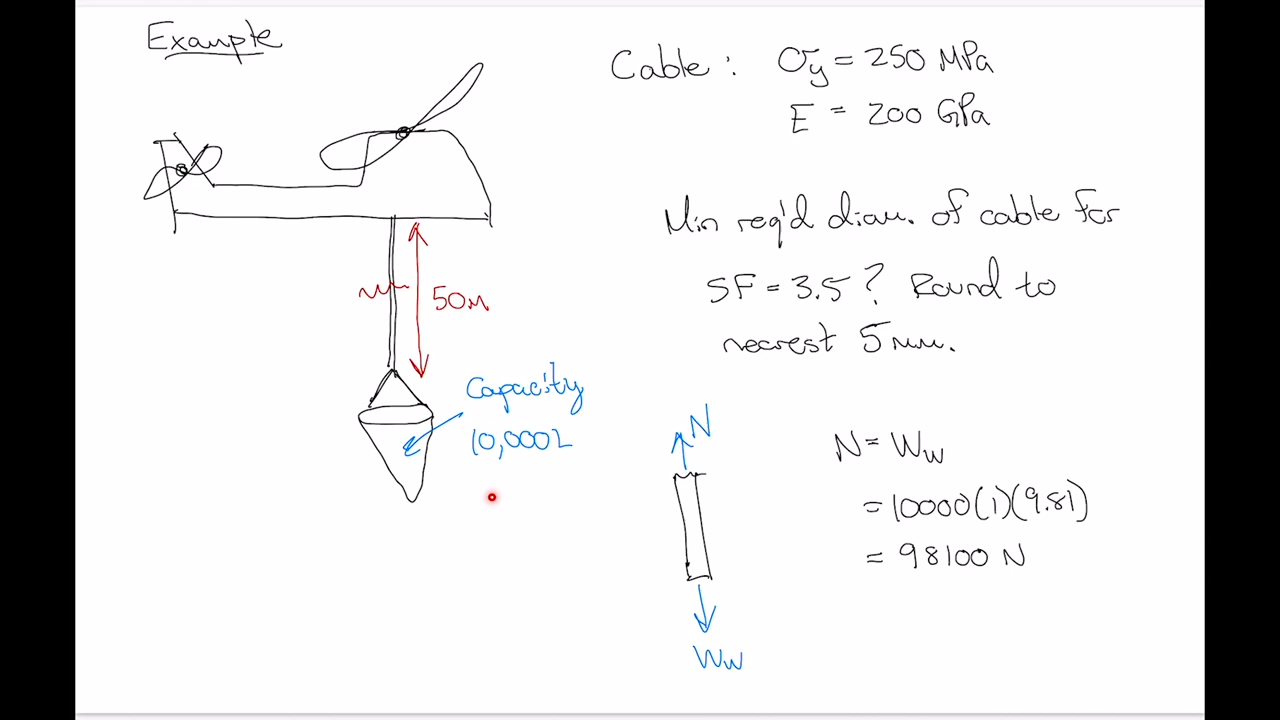 Example
Cable : σy = 250 MPa
E = 200 GPa
Min req'd diam. of cable for
SF = 3.5 ? Round to
nearest 5mm.
50m
Capacity
10,000L
N
Ww
N = Ww
= 10000(1)(9.81)
= 98100 N